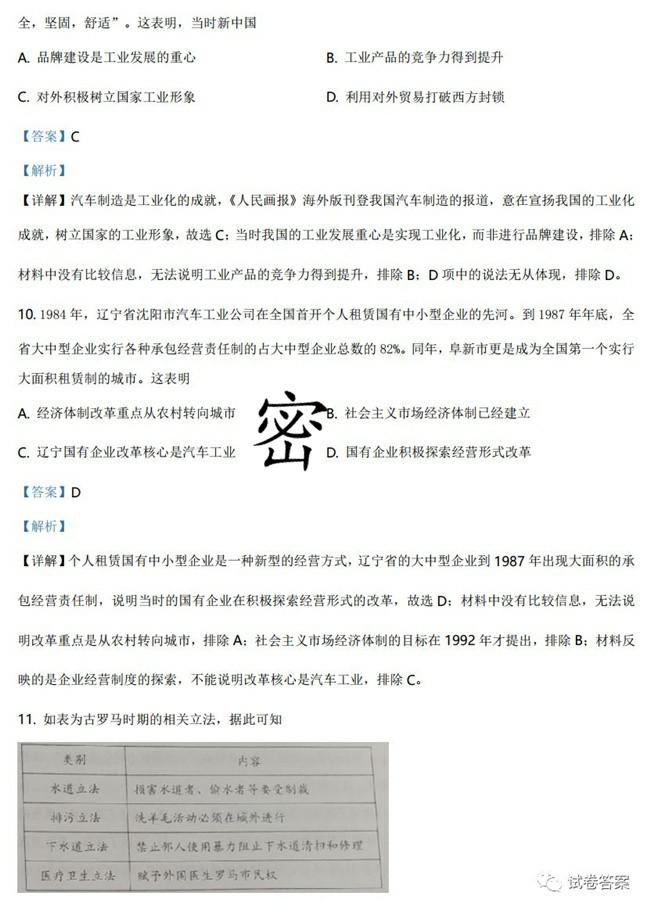 全，坚固，舒适”。这表明，当时新中国
A. 品牌建设是工业发展的重心 B. 工业产品的竞争力得到提升
C. 对外积极树立国家工业形象 D. 利用对外贸易打破西方封锁
【答案】C
【解析】
【详解】汽车制造是工业化的成就，《人民画报》海外版刊登我国汽车制造的报道，意在宣扬我国的工业化
成就，树立国家的工业形象，故选 C；当时我国的工业发展重心是实现工业化，而非进行品牌建设，排除 A；
材料中没有比较信息，无法说明工业产品的竞争力得到提升，排除 B；D 项中的说法无从体现，排除 D。
10. 1984 年，辽宁省沈阳市汽车工业公司在全国首开个人租赁国有中小型企业的先河。到 1987 年年底，全
省大中型企业实行各种承包经营责任制的占大中型企业总数的 82%。同年，阜新市更是成为全国第一个实行
大面积租赁制的城市。这表明
A. 经济体制改革重点从农村转向城市 B. 社会主义市场经济体制已经建立
密
C. 辽宁国有企业改革核心是汽车工业 D. 国有企业积极探索经营形式改革
【答案】D
【解析】
【详解】个人租赁国有中小型企业是一种新型的经营方式，辽宁省的大中型企业到 1987 年出现大面积的承
包经营责任制，说明当时的国有企业在积极探索经营形式的改革，故选 D；材料中没有比较信息，无法说
明改革重点是从农村转向城市，排除 A；社会主义市场经济体制的目标在 1992 年才提出，排除 B；材料反
映的是企业经营制度的探索，不能说明改革核心是汽车工业，排除 C。
11. 如表为古罗马时期的相关立法，据此可知
类别 内容
水道立法 损害水道者、偷水者等要受制裁
排污立法 洗羊毛活动必须在城外进行
下水道立法 禁止邻人使用暴力阻止下水道清扫和修理
医疗卫生立法 赋予外国医生罗马市民权
试卷答案